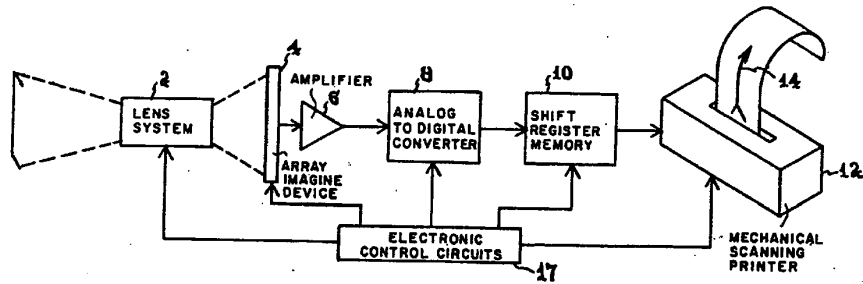 2
LENS
SYSTEM
4
AMPLIFIER
6
ARRAY
IMAGINE
DEVICE
8
ANALOG
TO DIGITAL
CONVERTER
10
SHIFT
REGISTER
MEMORY
14
12
MECHANICAL
SCANNING
PRINTER
ELECTRONIC
CONTROL CIRCUITS
17